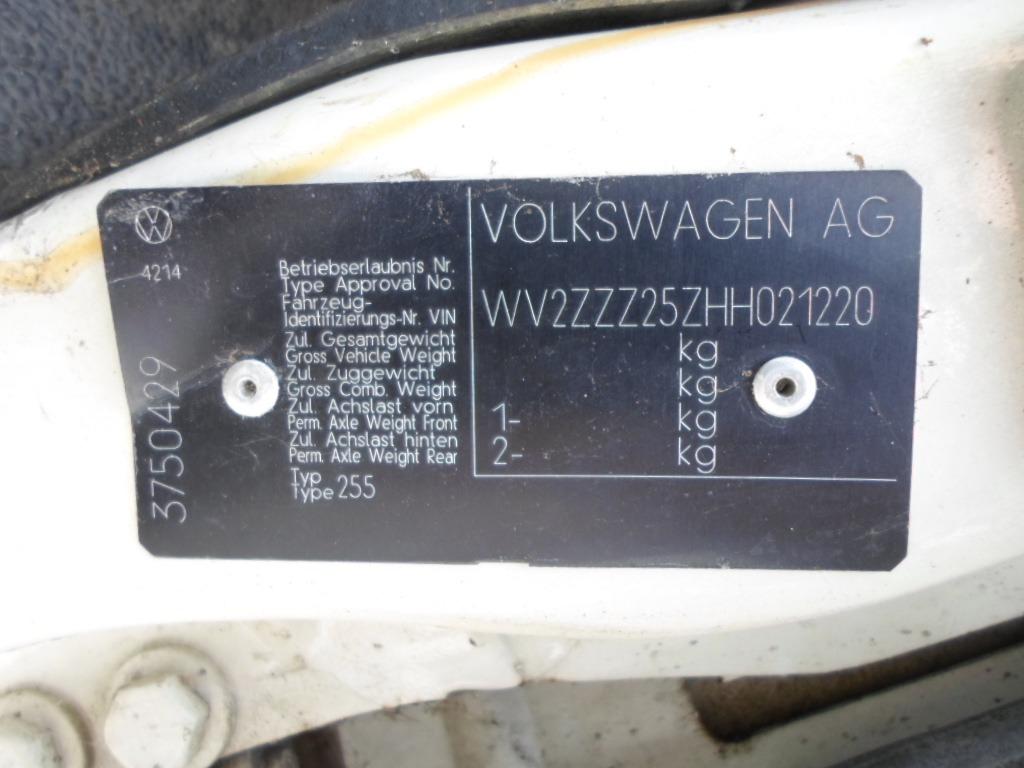 4214
3750429
Betriebserlaubnis Nr.
Type Approval No.
Fahrzeug-
Identifizierungs-Nr. VIN
Zul. Gesamtgewicht
Gross Vehicle Weight
Zul. Zuggewicht
Gross Comb. Weight
Zul. Achslast vorn
Perm. Axle Weight Front
Zul. Achslast hinten
Perm. Axle Weight Rear
Typ
Type 255
VOLKSWAGEN AG
WV2ZZZ25ZHH021220
kg
kg
1- kg
2- kg